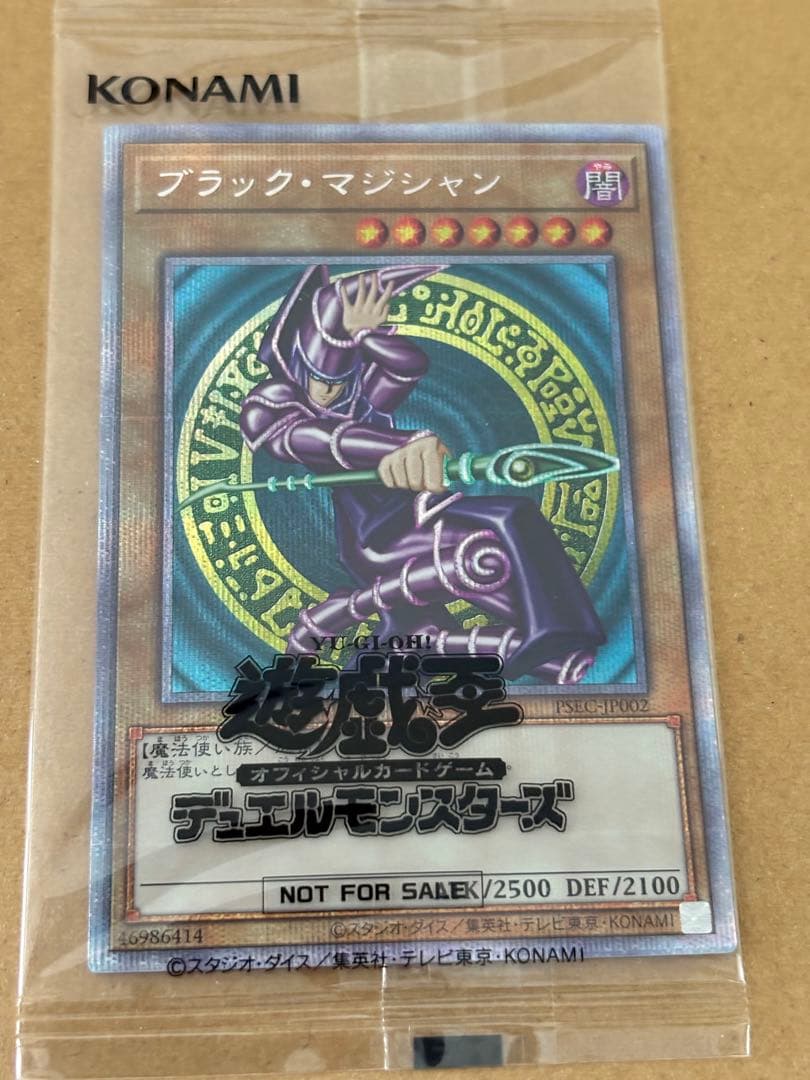 KONAMI
ブラック・マジシャン
やみ
闇
YU-GI-OH!
遊戯王
PSEC-JP002
【魔法使い族/
オフィシャルカードゲーム
魔法使いとし
デュエルモンスターズ
NOT FOR SALE
/2500 DEF/2100
46986414
©スタジオ・ダイス/集英社・テレビ東京・KONAMI
©スタジオ・ダイス/集英社・テレビ東京・KONAMI